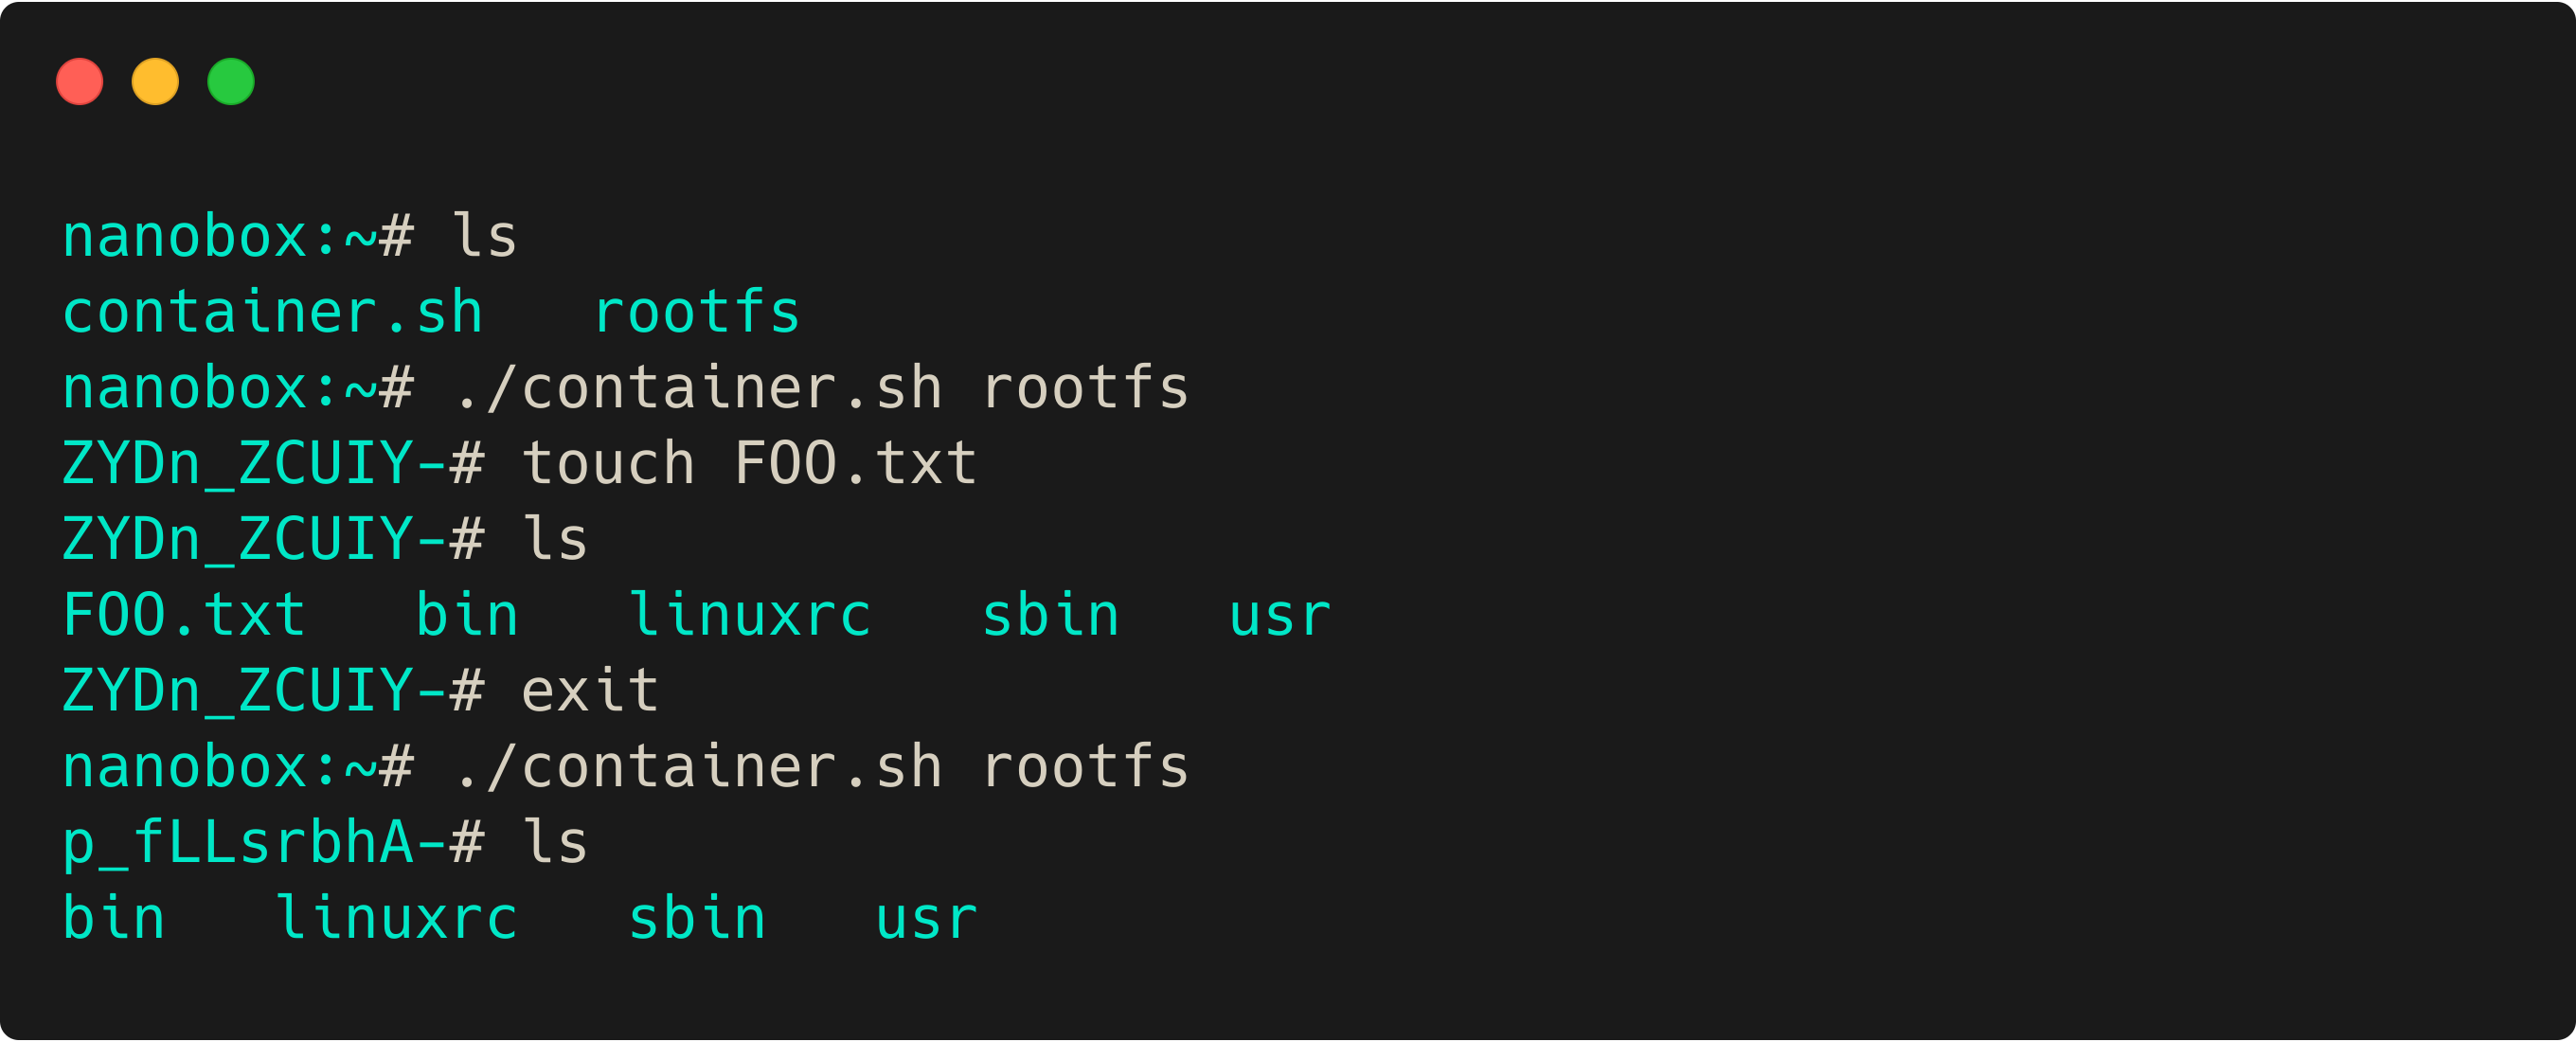 nanobox:~# ls
container.sh   rootfs
nanobox:~# ./container.sh rootfs
ZYDn_ZCUIY-# touch FOO.txt
ZYDn_ZCUIY-# ls
FOO.txt   bin   linuxrc   sbin   usr
ZYDn_ZCUIY-# exit
nanobox:~# ./container.sh rootfs
p_fLLsrbhA-# ls
bin   linuxrc   sbin   usr